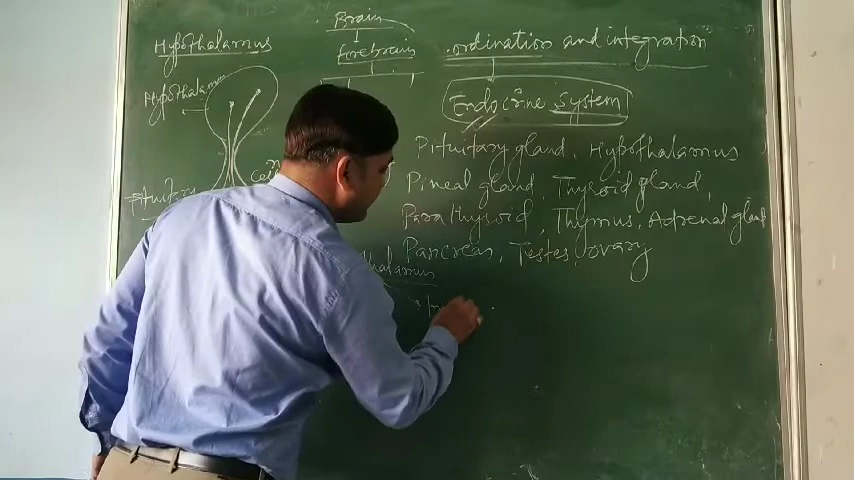 Brain
Hypothalamus
forebrain
.ordination and integration
Hypothalamus
Endocrine System
Pituitary gland, Hypothalamus
Pineal gland, Thyroid gland,
Pituitary
Parathyroid, Thymus, Adrenal gland
Pancreas, Testes, ovary
thalamus